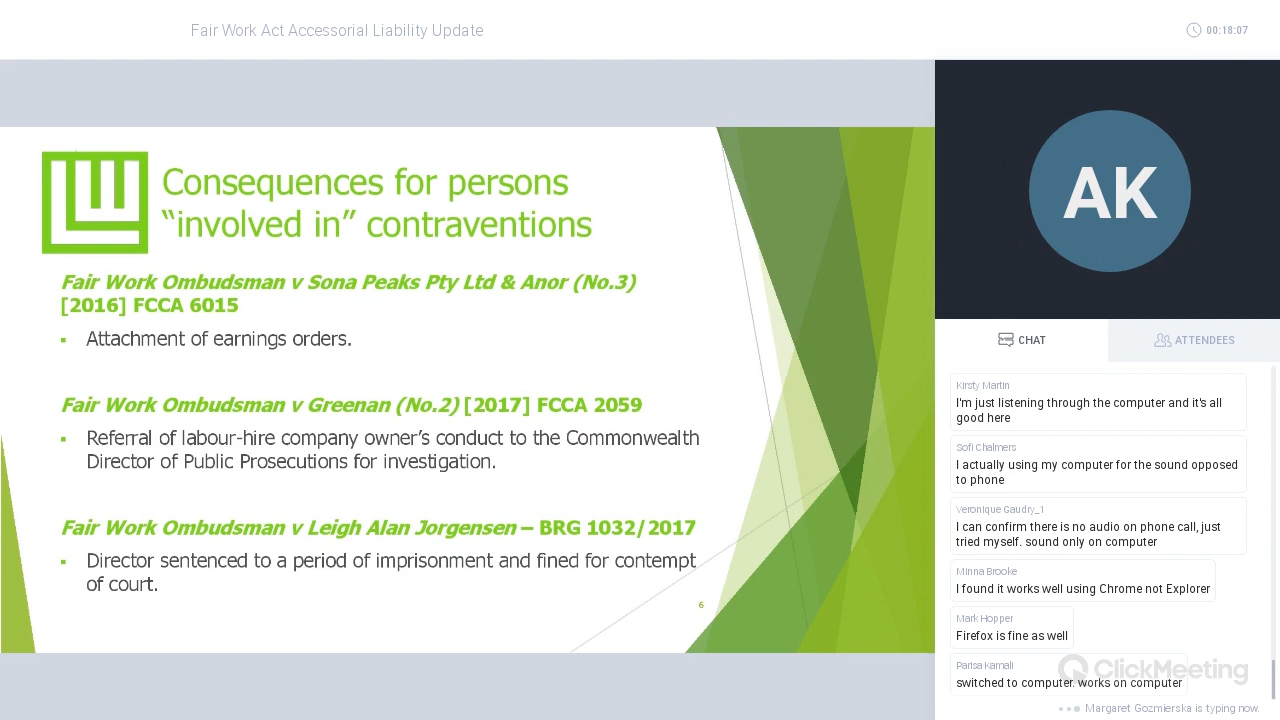 Fair Work Act Accessorial Liability Update
00:18:07
Consequences for persons
“involved in” contraventions
Fair Work Ombudsman v Sona Peaks Pty Ltd & Anor (No.3)
[2016] FCCA 6015
▪ Attachment of earnings orders.
Fair Work Ombudsman v Greenan (No.2) [2017] FCCA 2059
▪ Referral of labour-hire company owner’s conduct to the Commonwealth
Director of Public Prosecutions for investigation.
Fair Work Ombudsman v Leigh Alan Jorgensen – BRG 1032/2017
▪ Director sentenced to a period of imprisonment and fined for contempt
of court.
6
AK
CHAT
ATTENDEES
Kirsty Martin
I'm just listening through the computer and it's all
good here
Sofi Chalmers
I actually using my computer for the sound opposed
to phone
Veronique Gaudry_1
I can confirm there is no audio on phone call, just
tried myself. sound only on computer
Minna Brooke
I found it works well using Chrome not Explorer
Mark Hopper
Firefox is fine as well
Parisa Kamali
switched to computer. works on computer
ClickMeeting
Margaret Gozmierska is typing now.